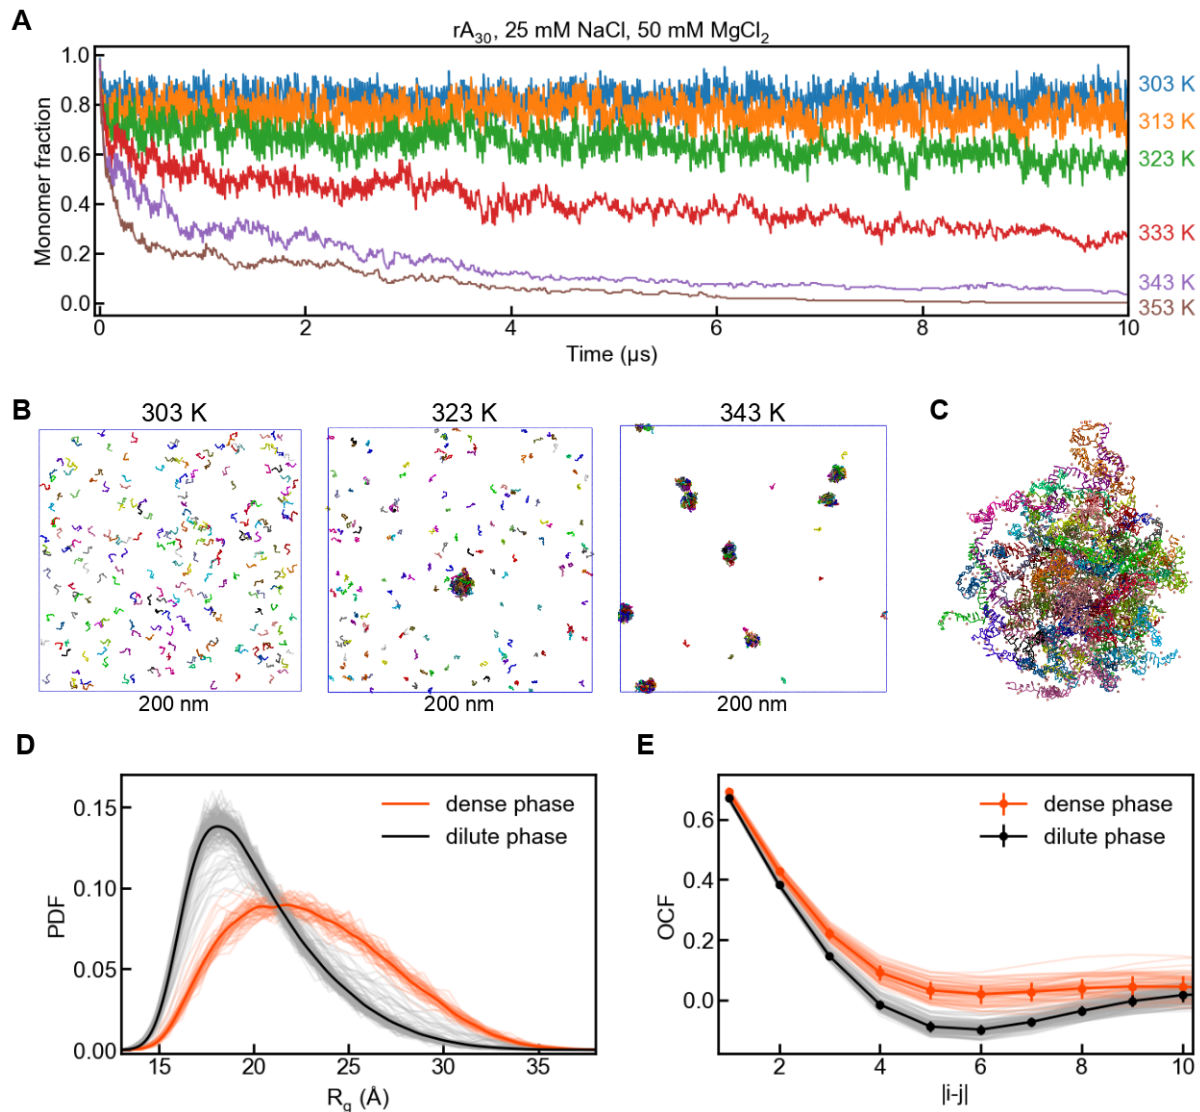 A
rA30, 25 mM NaCl, 50 mM MgCl2
Monomer fraction
1.0
0.8
0.6
0.4
0.2
0.0
303 K
313 K
323 K
333 K
343 K
353 K
0 2 4 6 8 10
Time (µs)
B
303 K
323 K
343 K
C
200 nm
200 nm
200 nm
D
PDF
0.15
0.10
0.05
0.00
dense phase
dilute phase
15 20 25 30 35
Rg (Å)
E
OCF
0.6
0.4
0.2
0.0
dense phase
dilute phase
2 4 6 8 10
|i-j|